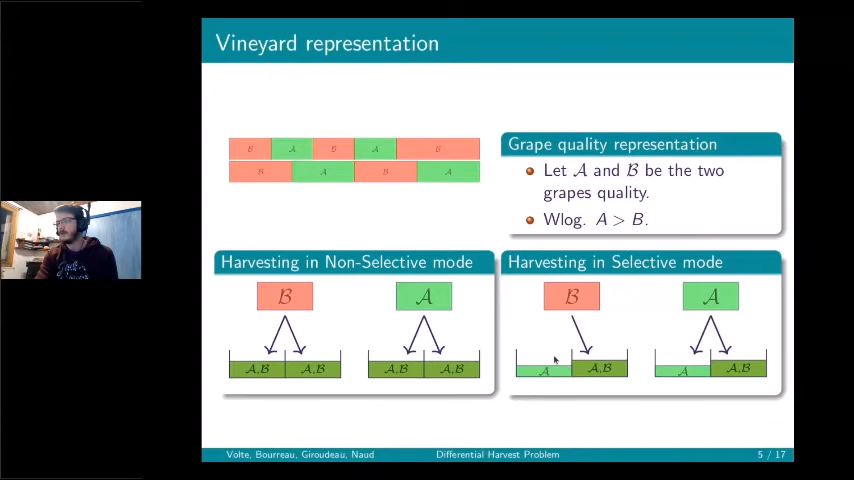 Vineyard representation
B A B A B
B A B A
Grape quality representation
Let A and B be the two
grapes quality.
Wlog. A > B.
Harvesting in Non-Selective mode
B A
A,B A,B A,B A,B
Harvesting in Selective mode
B A
A A,B A A,B
Volte, Bourreau, Giroudeau, Naud Differential Harvest Problem 5 / 17